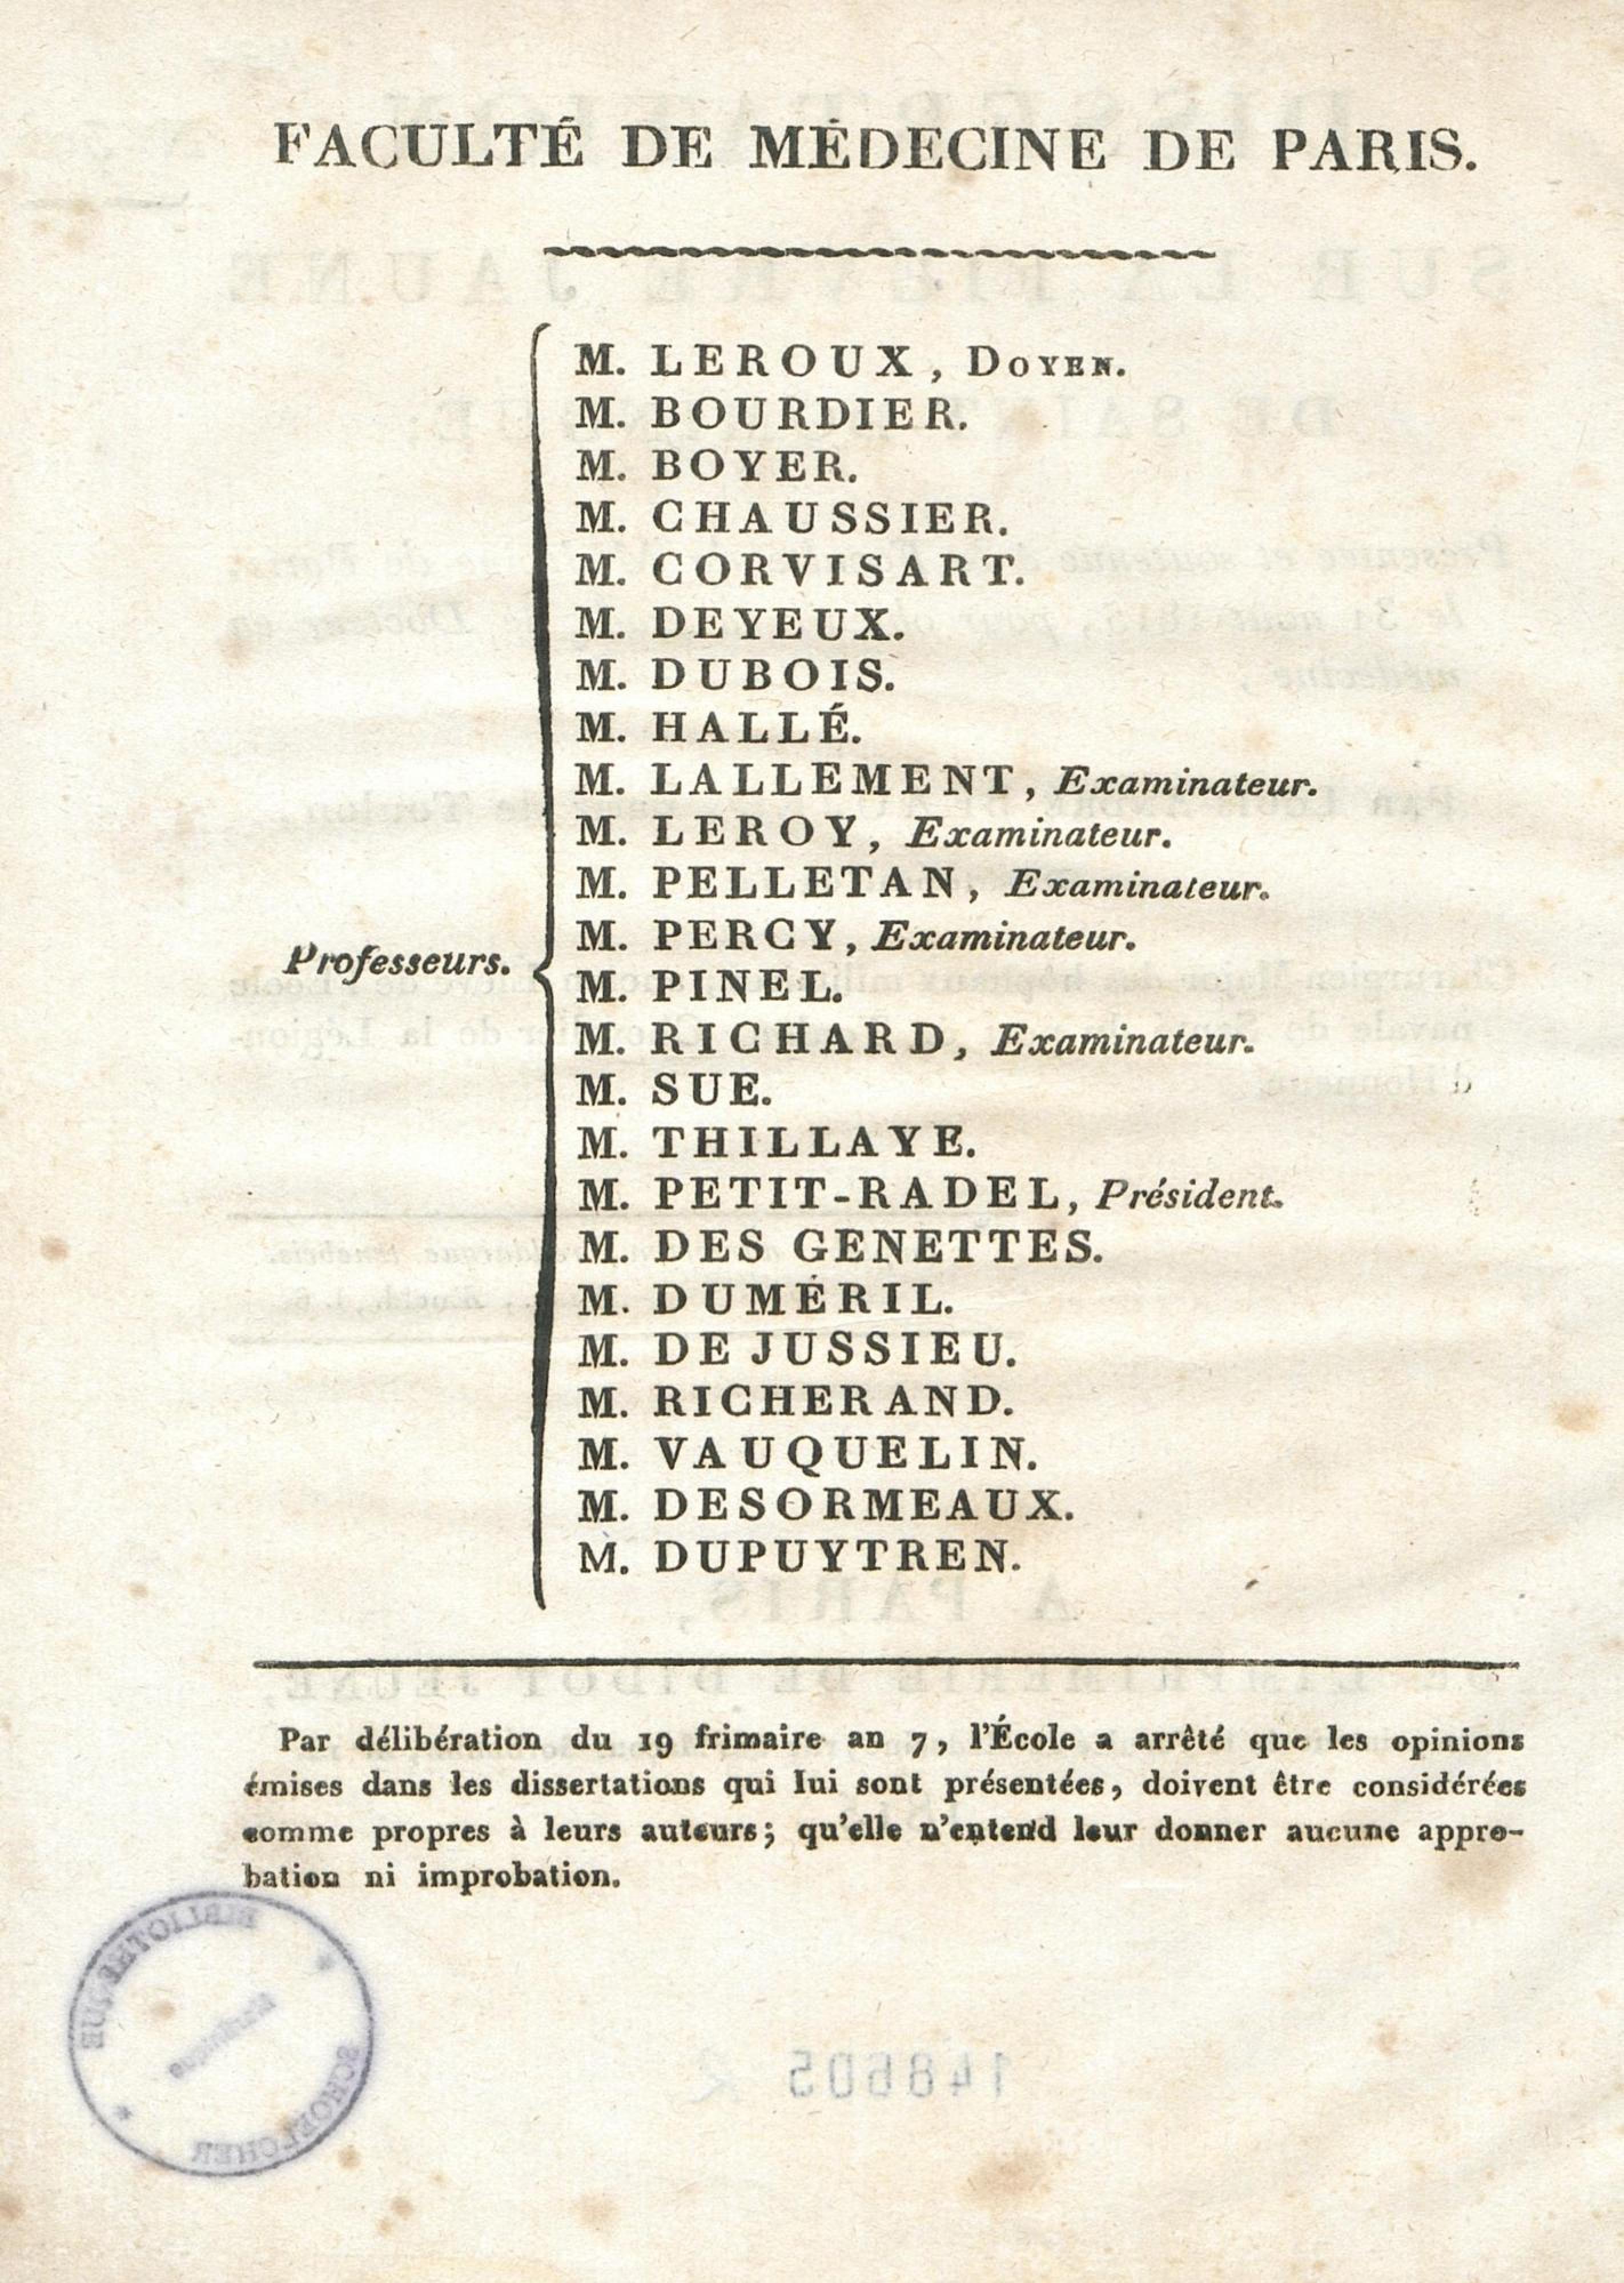 FACULTÉ DE MÉDECINE DE PARIS.
M. LEROUX, DOYEN.
M. BOURDIER.
M. BOYER.
M. CHAUSSIER.
M. CORVISART.
M. DEYEUX.
M. DUBOIS.
M. HALLÉ.
M. LALLEMENT, Examinateur.
M. LEROY, Examinateur.
M. PELLETAN, Examinateur.
M. PERCY, Examinateur.
Professeurs.
M. PINEL.
M. RICHARD, Examinateur.
M. SUE.
M. THILLAYE.
M. PETIT-RADEL, Président.
M. DES GENETTES.
M. DUMÉRIL.
M. DE JUSSIEU.
M. RICHERAND.
M. VAUQUELIN.
M. DESORMEAUX.
M. DUPUYTREN.
Par délibération du 19 frimaire an 7, l'École a arrêté que les opinions
émises dans les dissertations qui lui sont présentées, doivent être considérées
comme propres à leurs auteurs; qu'elle n'entend leur donner aucune appro-
bation ni improbation.
BIBLIOTHEQUE
SCHOELCHER
148605